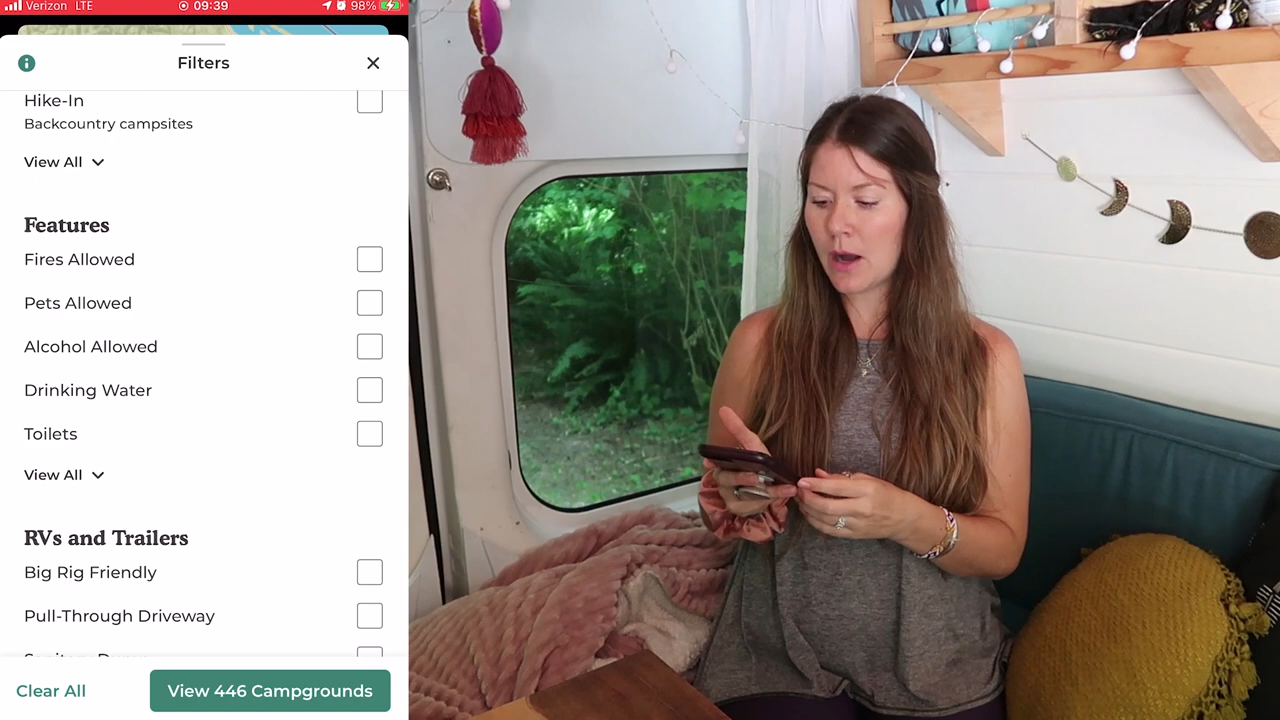 Verizon LTE 09:39 98%
Filters
Hike-In
Backcountry campsites
View All
Features
Fires Allowed
Pets Allowed
Alcohol Allowed
Drinking Water
Toilets
View All
RVs and Trailers
Big Rig Friendly
Pull-Through Driveway
Clear All
View 446 Campgrounds